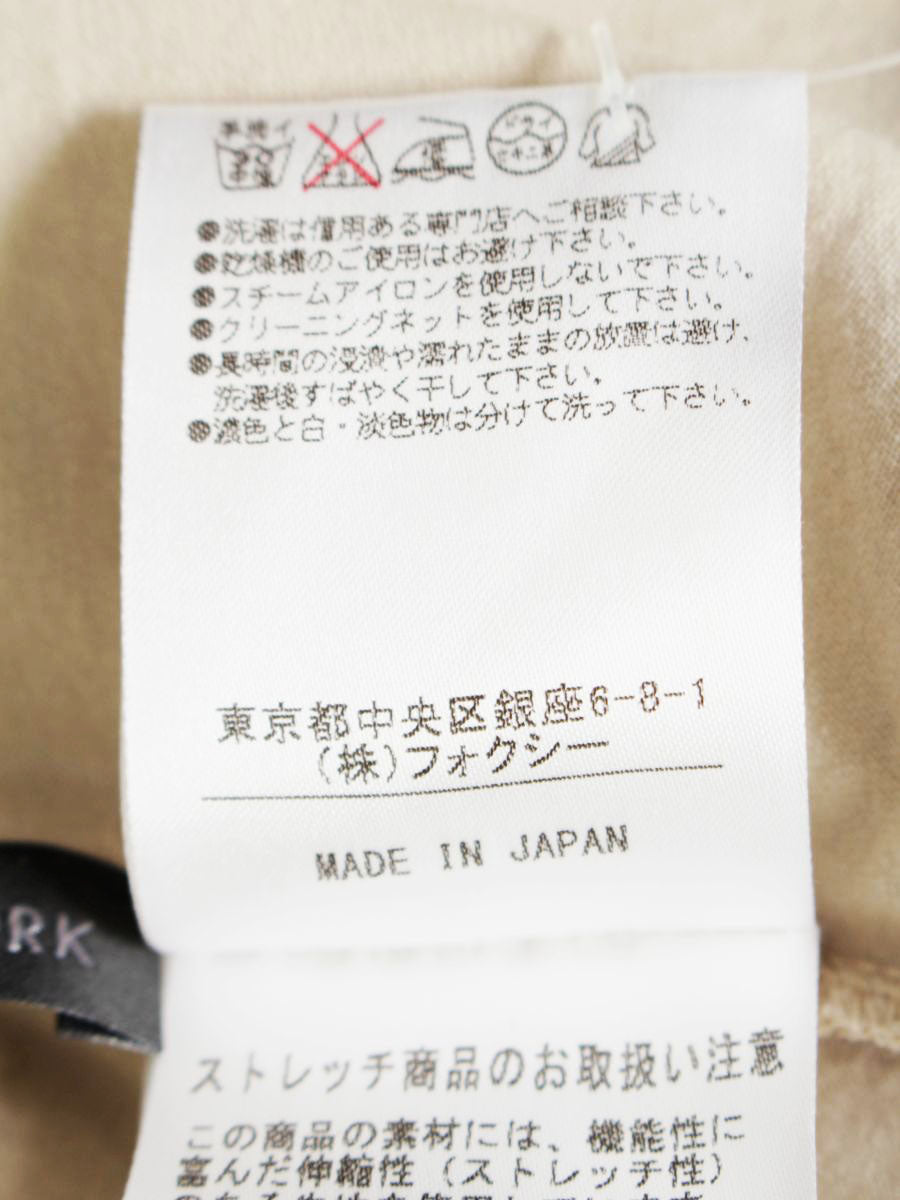 手洗イ
●洗濯は信用ある専門店へご相談下さい。
●乾燥機のご使用はお避け下さい。
●スチームアイロンを使用しないで下さい。
●クリーニングネットを使用して下さい。
●長時間の浸漬や濡れたままの放置は避け、
洗濯後すばやく干して下さい。
●濃色と白・淡色物は分けて洗って下さい。
東京都中央区銀座6-8-1
(株)フォクシー
MADE IN JAPAN
ORK
ストレッチ商品のお取扱い注意
この商品の素材には、機能性に
富んだ伸縮性(ストレッチ性)